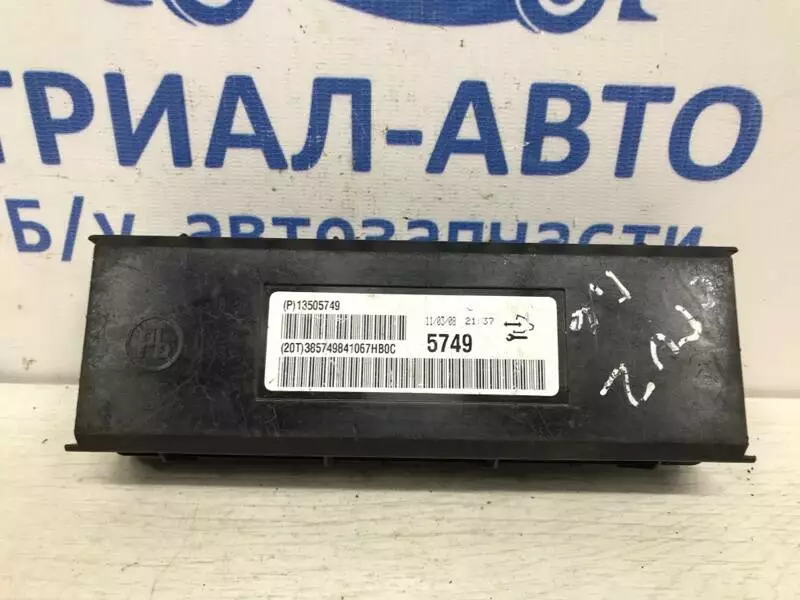 ТРИАЛ-АВТО
Б/у автозапчасти
(P)13505749
11/03/08 21:37
(20T)385749841067HB0C
5749